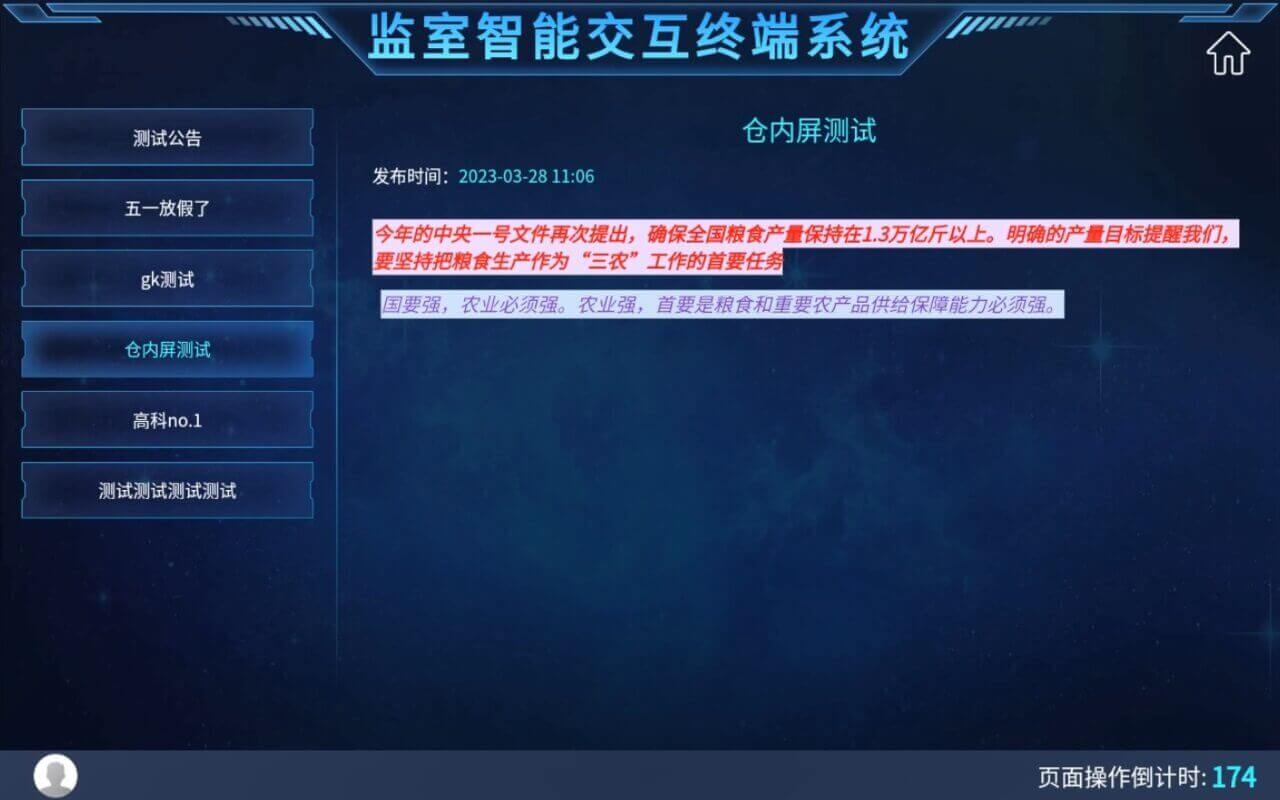 监室智能交互终端系统
测试公告
五一放假了
gk测试
仓内屏测试
高科no.1
测试测试测试测试
仓内屏测试
发布时间：2023-03-28 11:06
今年的中央一号文件再次提出，确保全国粮食产量保持在1.3万亿斤以上。明确的产量目标提醒我们，
要坚持把粮食生产作为“三农”工作的首要任务
国要强，农业必须强。农业强，首要是粮食和重要农产品供给保障能力必须强。
页面操作倒计时: 174